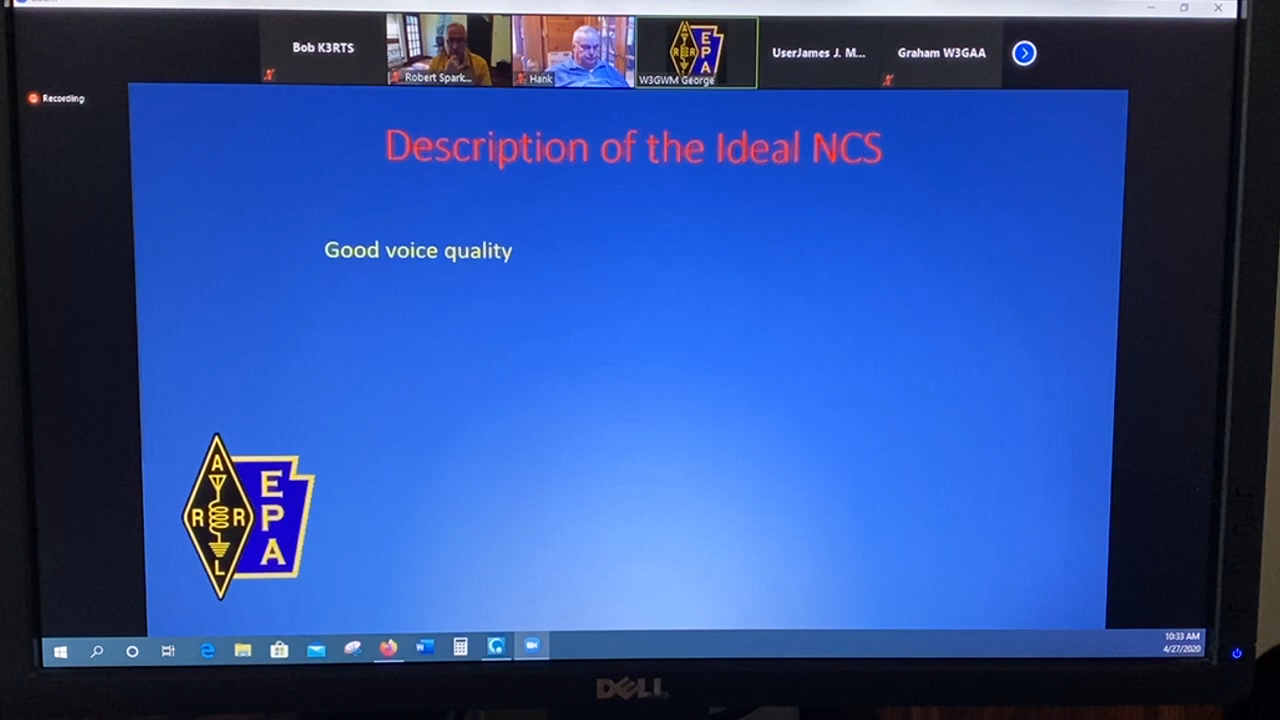 Bob K3RTS
Robert Spark...
Hank
W3GWM George
UserJames J. M...
Graham W3GAA
Recording
Description of the Ideal NCS
Good voice quality
A
R R
L
E
P
A
A
R R
L
E
P
A
10:33 AM
4/27/2020
DELL